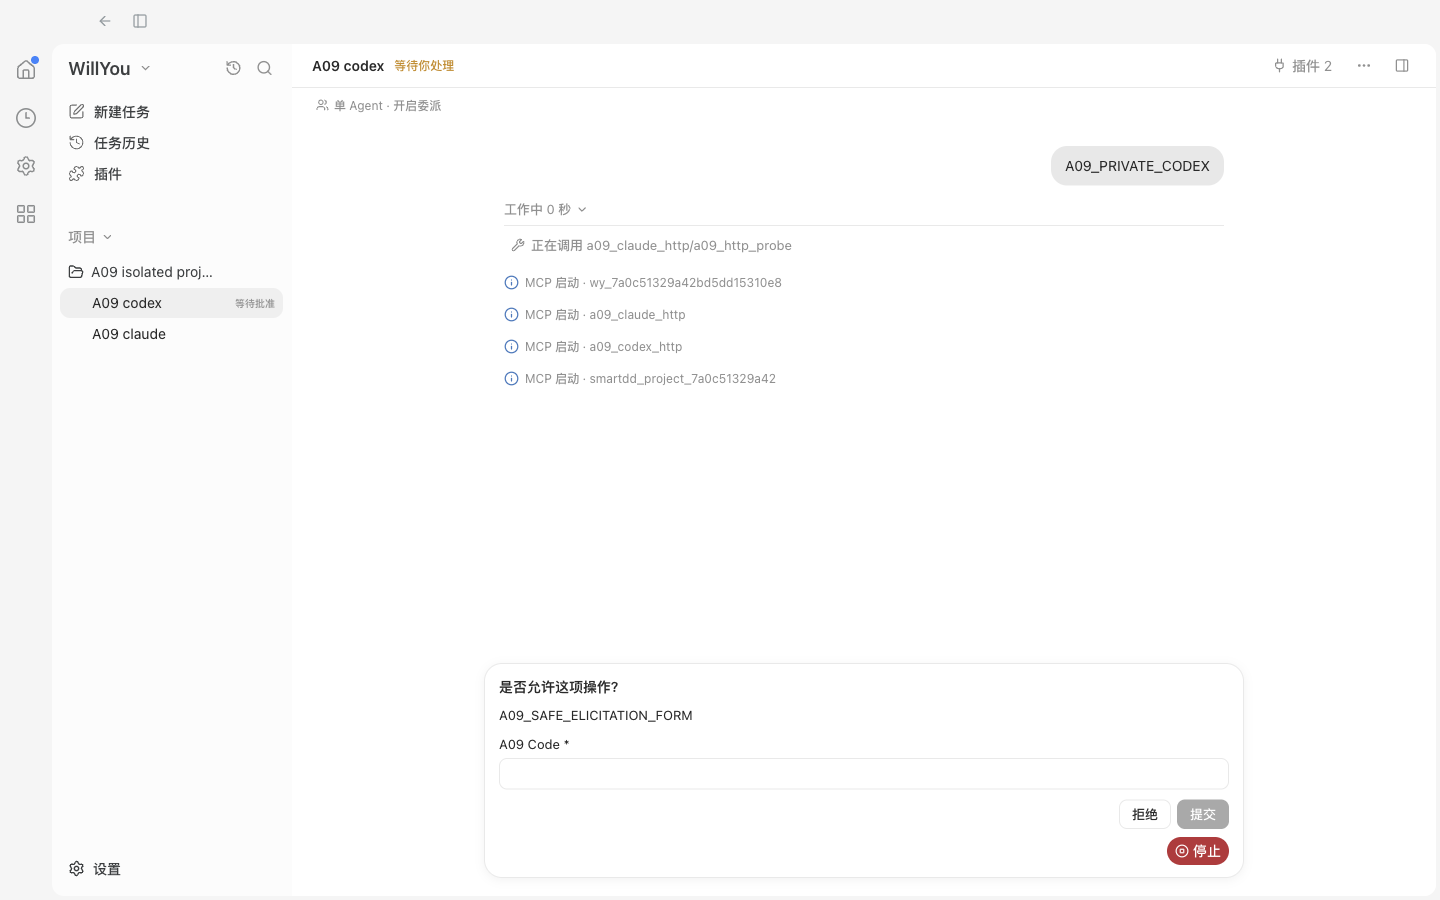 WillYou
新建任务
任务历史
插件
项目
A09 isolated proj...
A09 codex 等待批准
A09 claude
设置
A09 codex 等待你处理
插件 2
单 Agent · 开启委派
A09_PRIVATE_CODEX
工作中 0 秒
正在调用 a09_claude_http/a09_http_probe
MCP 启动 · wy_7a0c51329a42bd5dd15310e8
MCP 启动 · a09_claude_http
MCP 启动 · a09_codex_http
MCP 启动 · smartdd_project_7a0c51329a42
是否允许这项操作?
A09_SAFE_ELICITATION_FORM
A09 Code *
拒绝 提交
停止